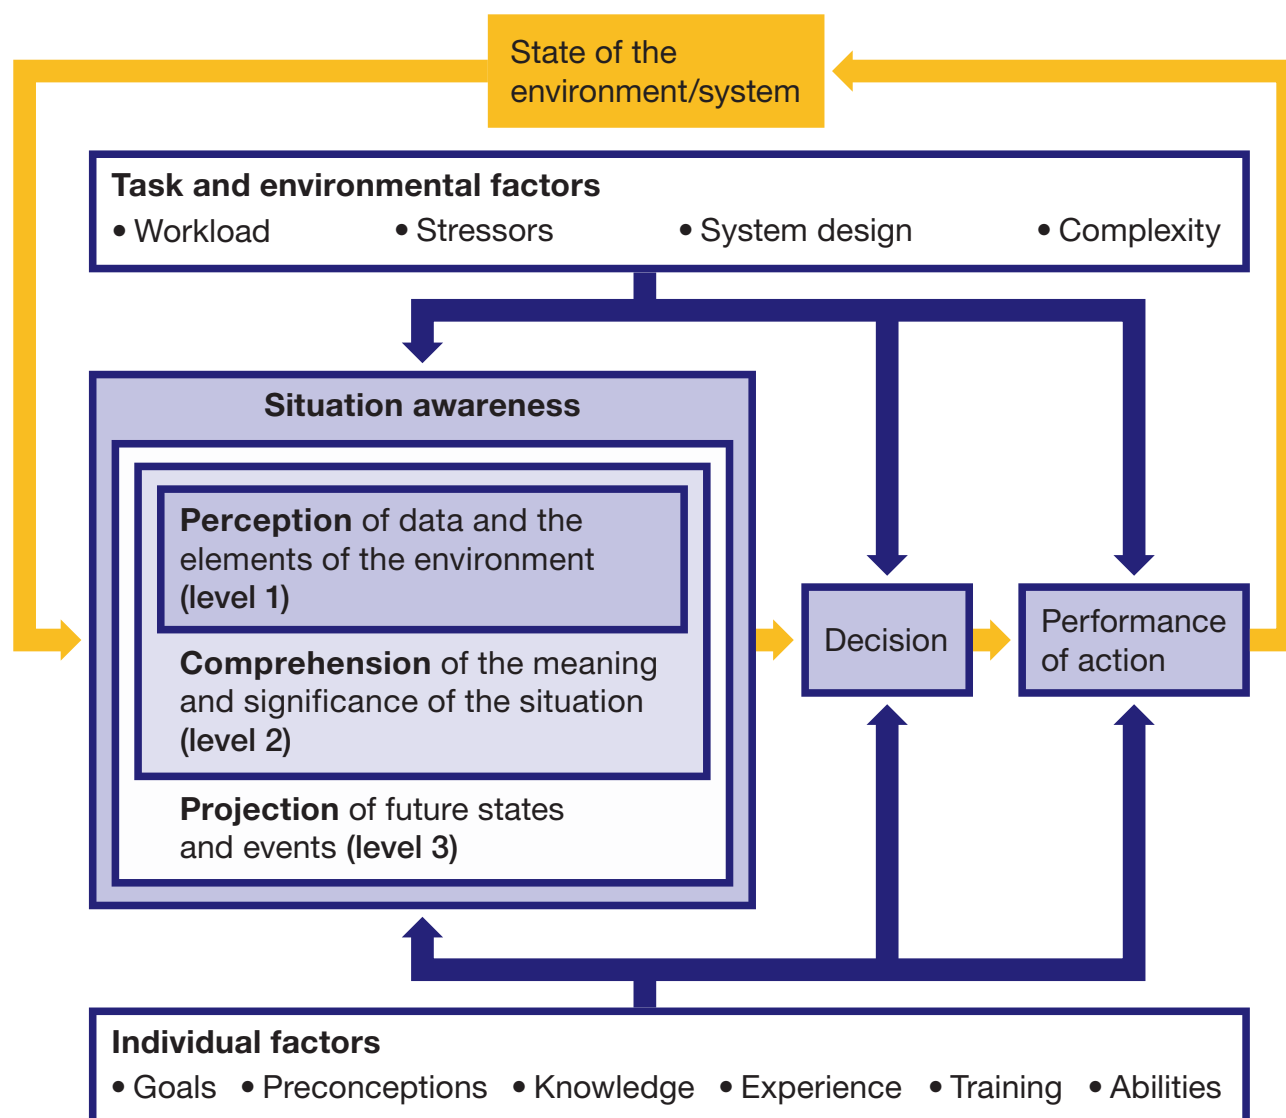 State of the
environment/system
Task and environmental factors
• Workload • Stressors • System design • Complexity
Situation awareness
Perception of data and the
elements of the environment
(level 1)
Comprehension of the meaning
and significance of the situation
(level 2)
Projection of future states
and events (level 3)
Decision
Performance
of action
Individual factors
• Goals • Preconceptions • Knowledge • Experience • Training • Abilities